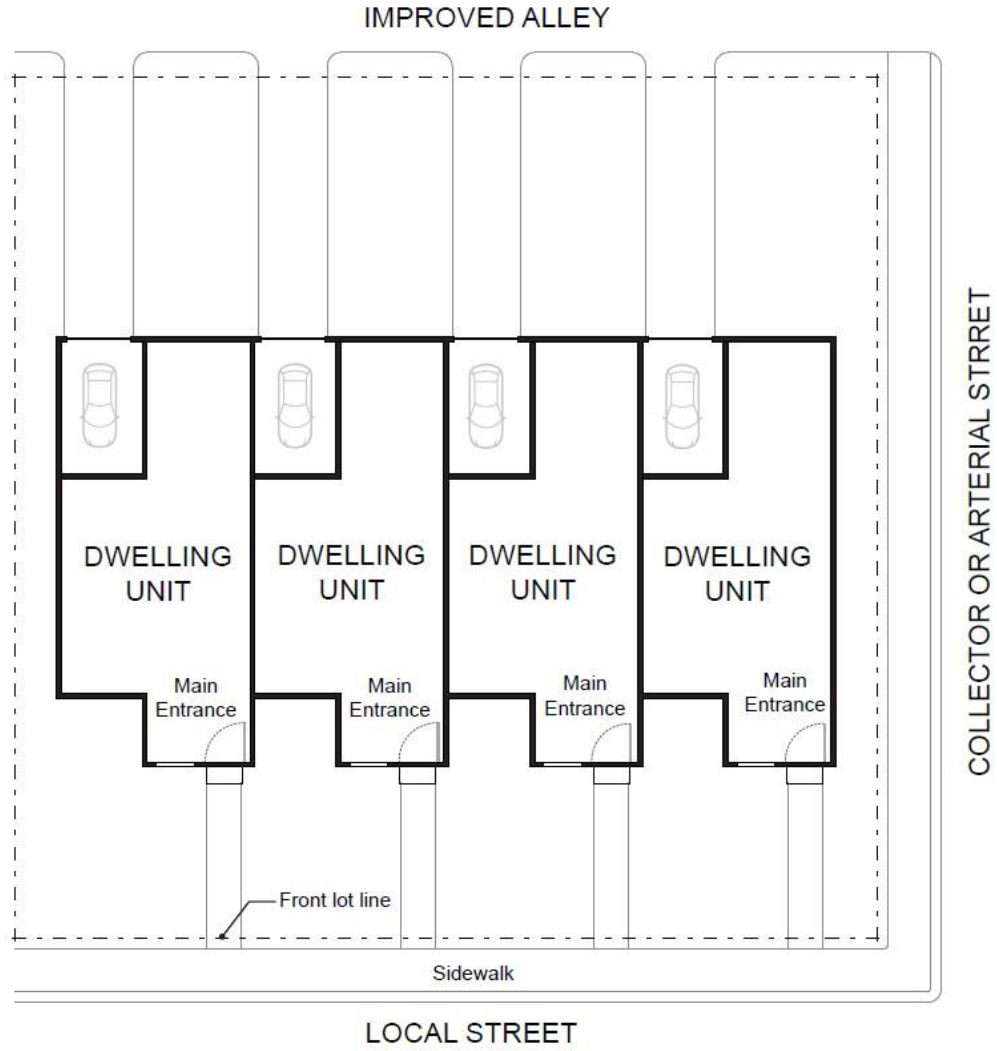 IMPROVED ALLEY
COLLECTOR OR ARTERIAL STRRET
DWELLING
UNIT
DWELLING
UNIT
DWELLING
UNIT
DWELLING
UNIT
Main
Entrance
Main
Entrance
Main
Entrance
Main
Entrance
Front lot line
Sidewalk
LOCAL STREET